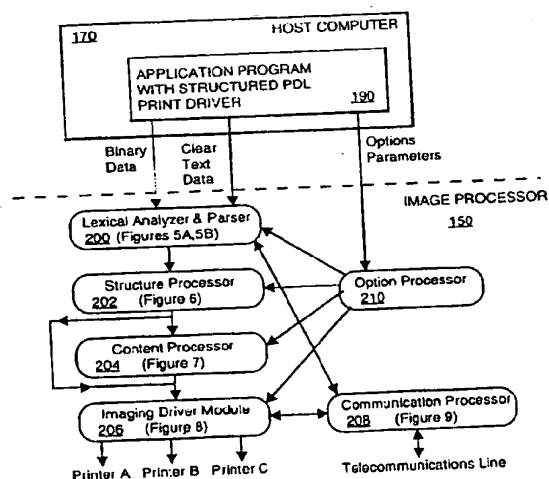 170
HOST COMPUTER
APPLICATION PROGRAM
WITH STRUCTURED PDL
PRINT DRIVER
190
Binary
Data
Clear
Text
Data
Options
Parameters
IMAGE PROCESSOR
150
Lexical Analyzer & Parser
200 (Figures 5A,5B)
Structure Processor
202 (Figure 6)
Option Processor
210
Content Processor
204 (Figure 7)
Imaging Driver Module
206 (Figure 8)
Communication Processor
208 (Figure 9)
Printer A Printer B Printer C
Telecommunications Line